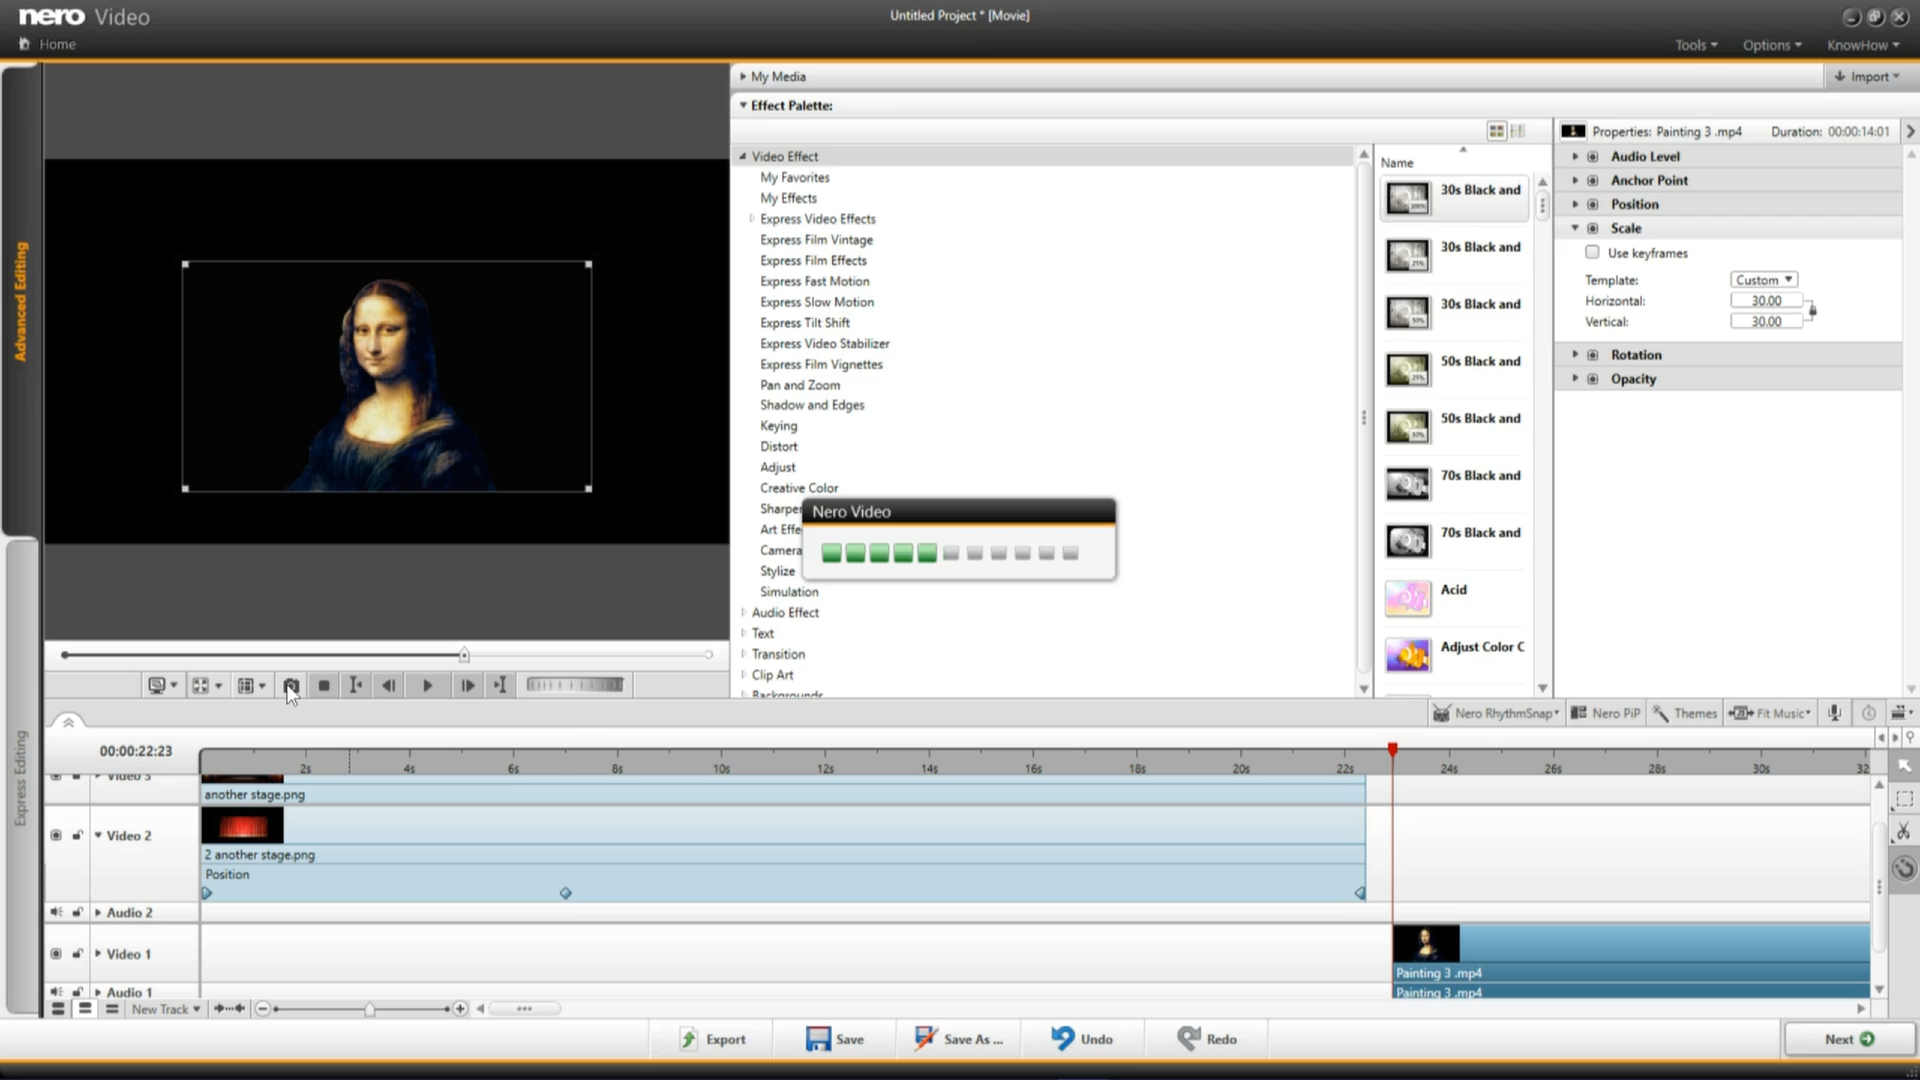 nero Video
Untitled Project * [Movie]
Home
Tools
Options
KnowHow
Advanced Editing
Express Editing
My Media
Import
Effect Palette:
Video Effect
My Favorites
My Effects
Express Video Effects
Express Film Vintage
Express Film Effects
Express Fast Motion
Express Slow Motion
Express Tilt Shift
Express Video Stabilizer
Express Film Vignettes
Pan and Zoom
Shadow and Edges
Keying
Distort
Adjust
Creative Color
Sharpen
Art Effe
Camera
Stylize
Simulation
Audio Effect
Text
Transition
Clip Art
Backgrounds
Nero Video
Name
30s Black and
30s Black and
30s Black and
50s Black and
50s Black and
70s Black and
70s Black and
Acid
Adjust Color C
Properties: Painting 3 .mp4
Duration: 00:00:14:01
Audio Level
Anchor Point
Position
Scale
Use keyframes
Template: Custom
Horizontal: 30.00
Vertical: 30.00
Rotation
Opacity
Nero RhythmSnap
Nero PiP
Themes
Fit Music
00:00:22:23
2s 4s 6s 8s 10s 12s 14s 16s 18s 20s 22s 24s 26s 28s 30s 32
Video 3
another stage.png
Video 2
2 another stage.png
Position
Audio 2
Video 1
Painting 3 .mp4
Audio 1
Painting 3 .mp4
New Track
Export
Save
Save As ...
Undo
Redo
Next